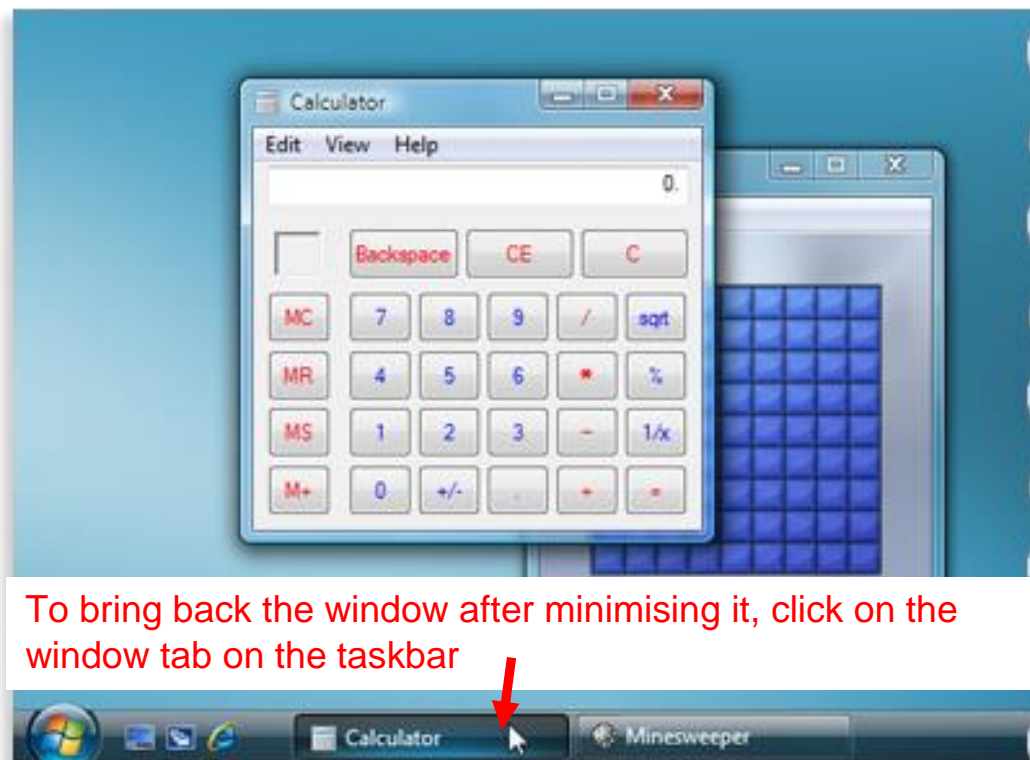 Calculator
Edit View Help
0.
Backspace CE C
MC 7 8 9 / sqrt
MR 4 5 6 * %
MS 1 2 3 - 1/x
M+ 0 +/- . + =
To bring back the window after minimising it, click on the
window tab on the taskbar
Calculator Minesweeper